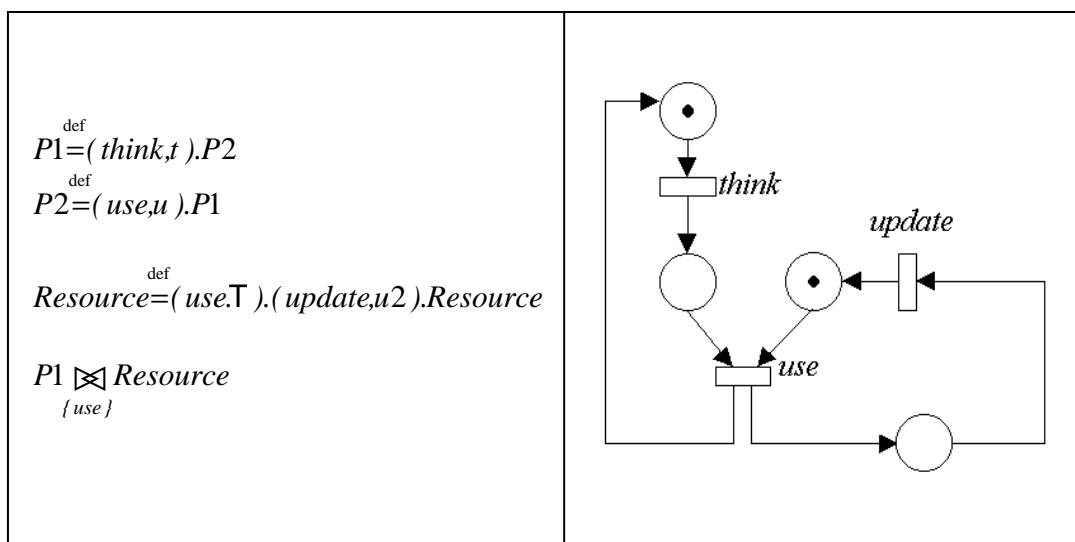 def
P1=(think,t ).P2
def
P2=(use,u ).P1
def
Resource=(use.T ).(update,u2 ).Resource
P1 ⋈ Resource
{use}
think
update
use